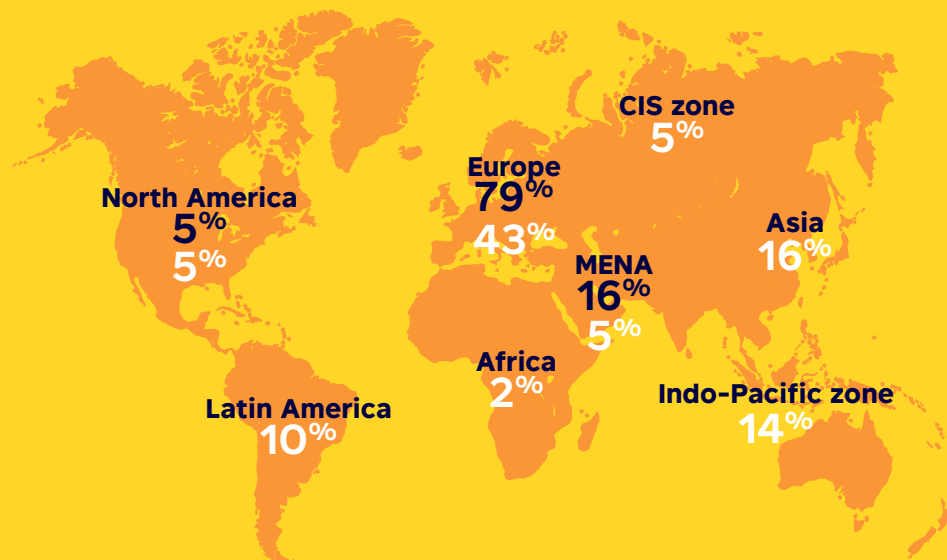 CIS zone
5%
Europe
79%
43%
North America
5%
5%
Asia
16%
MENA
16%
5%
Africa
2%
Indo-Pacific zone
14%
Latin America
10%